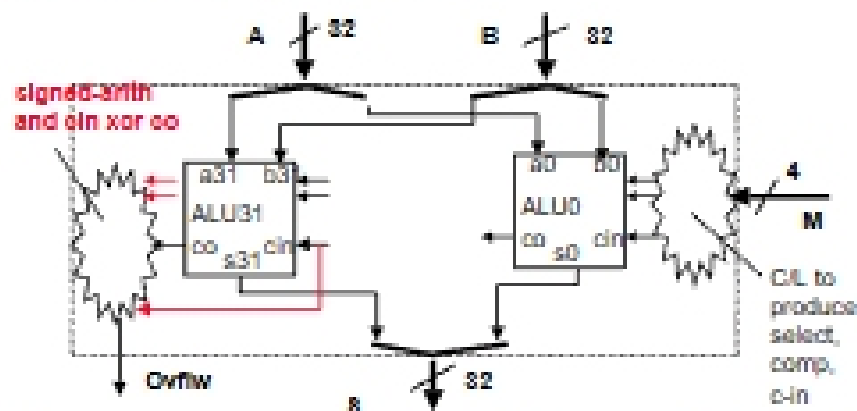 A 32 B 32
signed-arith
and cin xor co
a31 b31 a0 b0 4
ALU31 ALU0 M
co cin co cin
s31 s0
C/L to
produce
select,
comp,
c-in
Ovflw 32
S